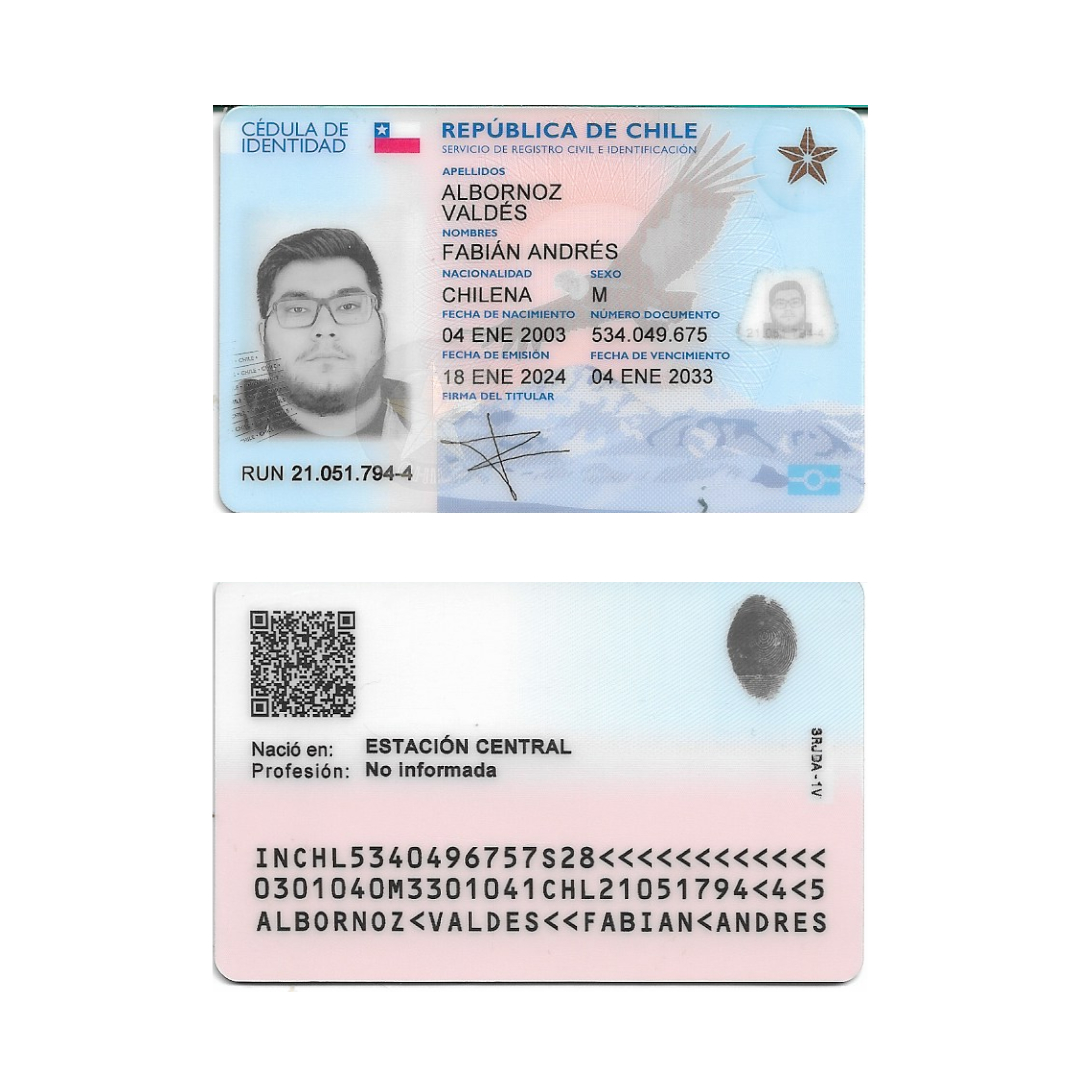 CÉDULA DE
IDENTIDAD
REPÚBLICA DE CHILE
SERVICIO DE REGISTRO CIVIL E IDENTIFICACIÓN
APELLIDOS
ALBORNOZ
VALDÉS
NOMBRES
FABIÁN ANDRÉS
NACIONALIDAD SEXO
CHILENA M
FECHA DE NACIMIENTO NÚMERO DOCUMENTO
04 ENE 2003 534.049.675
FECHA DE EMISIÓN FECHA DE VENCIMIENTO
18 ENE 2024 04 ENE 2033
FIRMA DEL TITULAR
RUN 21.051.794-4
Nació en: ESTACIÓN CENTRAL
Profesión: No informada
SRJDA-1V
INCHL5340496757S28<<<<<<<<<<<<
0301040M3301041CHL21051794<4<5
ALBORNOZ<VALDES<<FABIAN<ANDRES